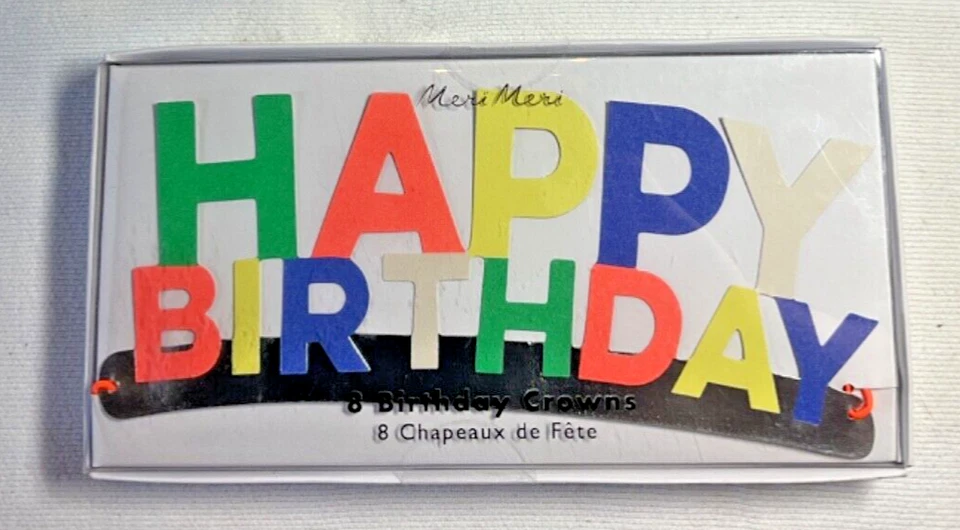 Meri Meri
HAPPY
BIRTHDAY
8 Birthday Crowns
8 Chapeaux de Fête